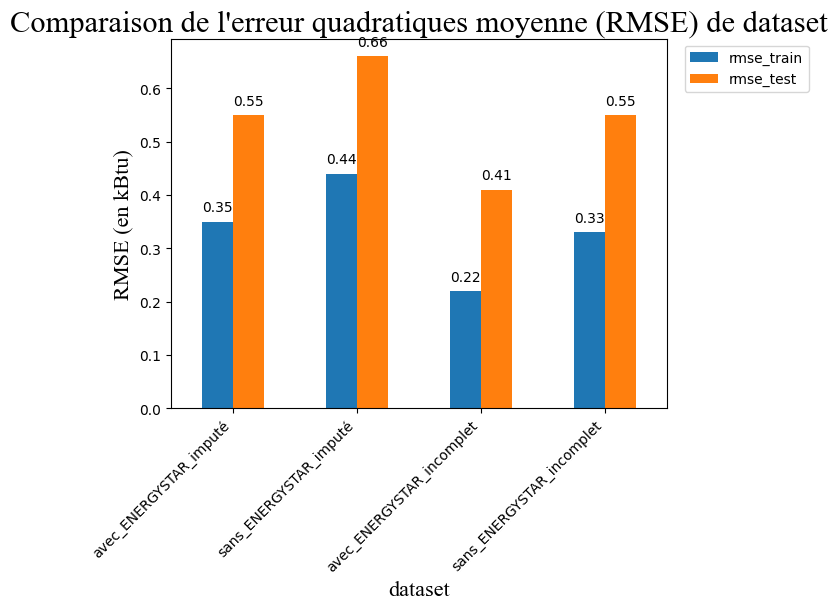 Comparaison de l'erreur quadratiques moyenne (RMSE) de dataset
rmse_train
rmse_test
RMSE (en kBtu)
0.6
0.5
0.4
0.3
0.2
0.1
0.0
0.35
0.55
0.44
0.66
0.22
0.41
0.33
0.55
avec_ENERGYSTAR_imputé
sans_ENERGYSTAR_imputé
avec_ENERGYSTAR_incomplet
sans_ENERGYSTAR_incomplet
dataset